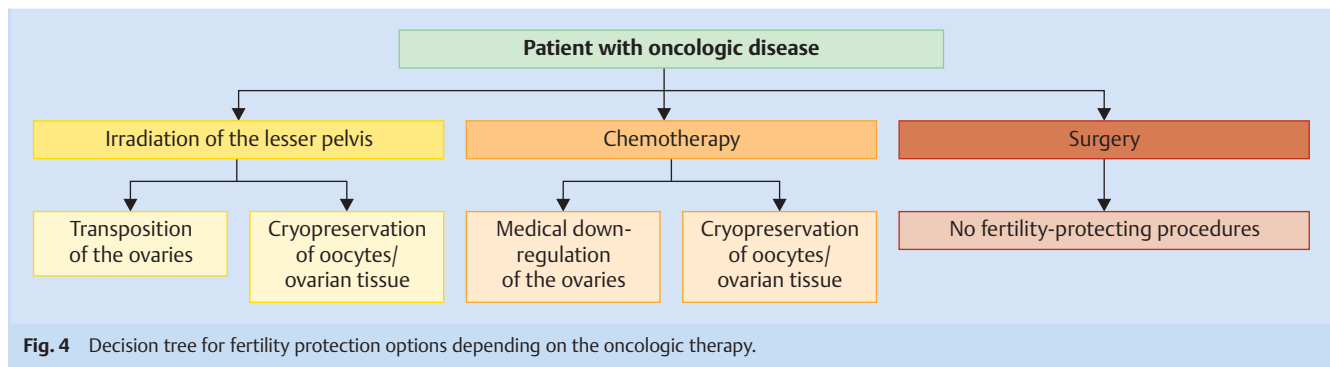 Patient with oncologic disease
Irradiation of the lesser pelvis
Chemotherapy
Surgery
Transposition
of the ovaries
Cryopreservation
of oocytes/
ovarian tissue
Medical down-
regulation
of the ovaries
Cryopreservation
of oocytes/
ovarian tissue
No fertility-protecting procedures
Fig. 4 Decision tree for fertility protection options depending on the oncologic therapy.